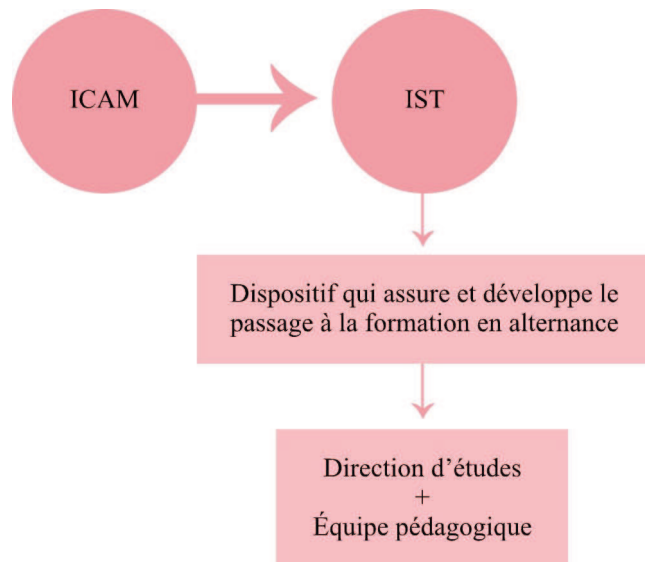 ICAM
IST
Dispositif qui assure et développe le
passage à la formation en alternance
Direction d’études
+
Équipe pédagogique